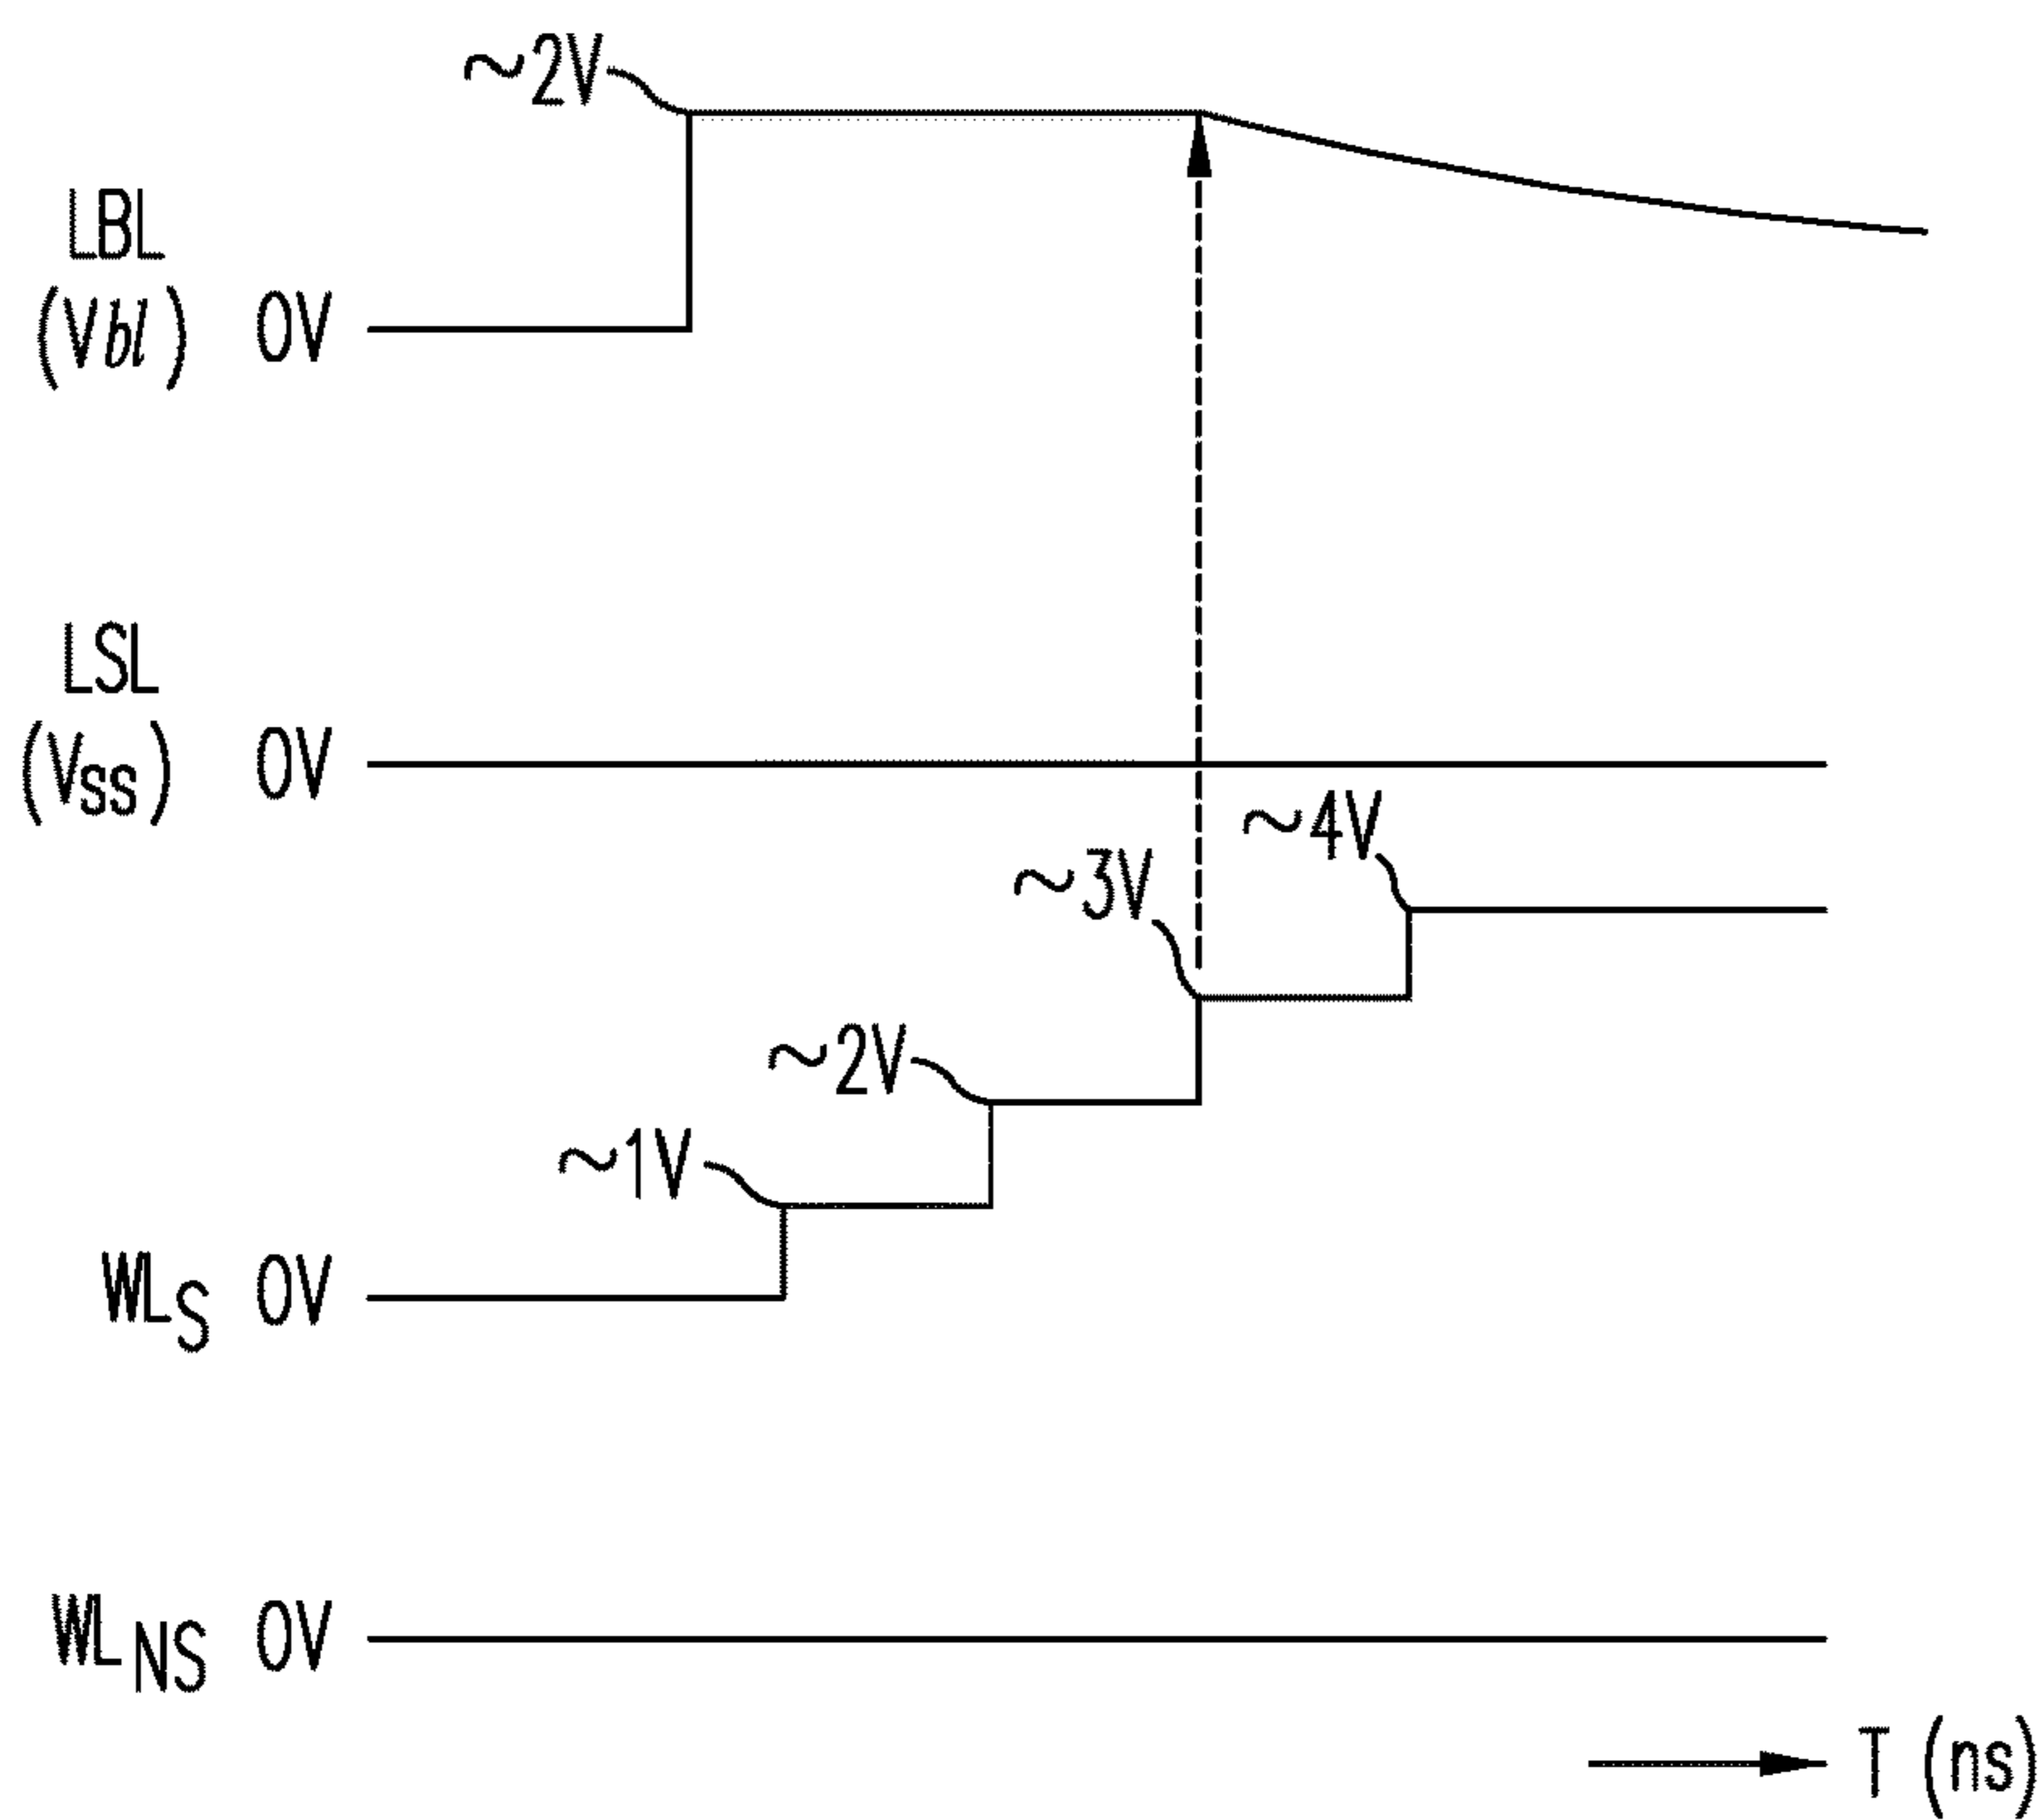 ~2V
LBL
(Vbl) 0V
LSL
(Vss) 0V
~4V
~3V
~2V
~1V
WLS 0V
WLNS 0V
T (ns)